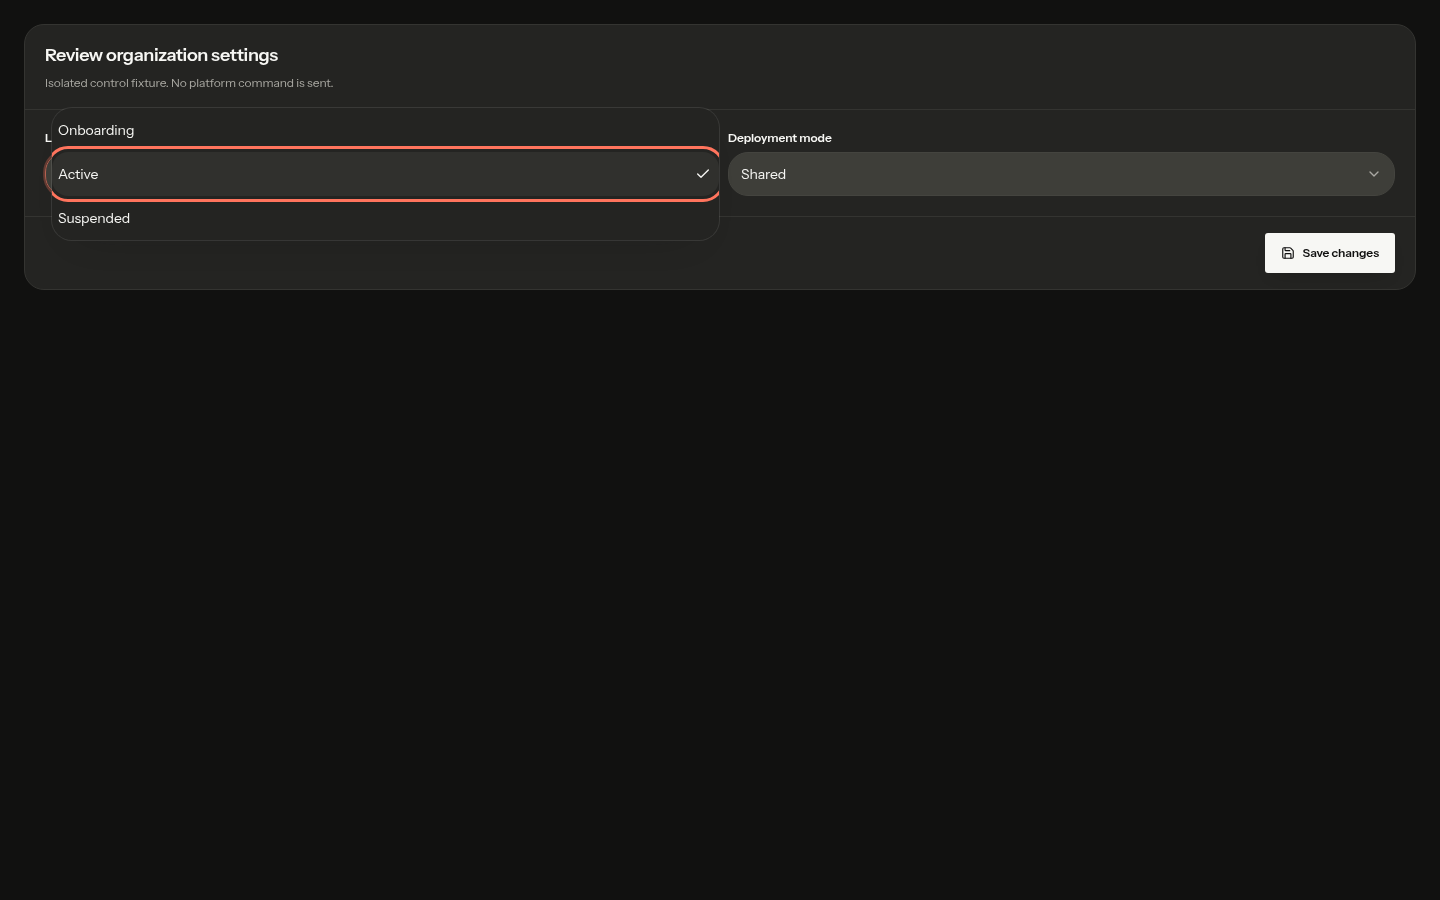 Review organization settings
Isolated control fixture. No platform command is sent.
Onboarding
Active
Suspended
Deployment mode
Shared
Save changes